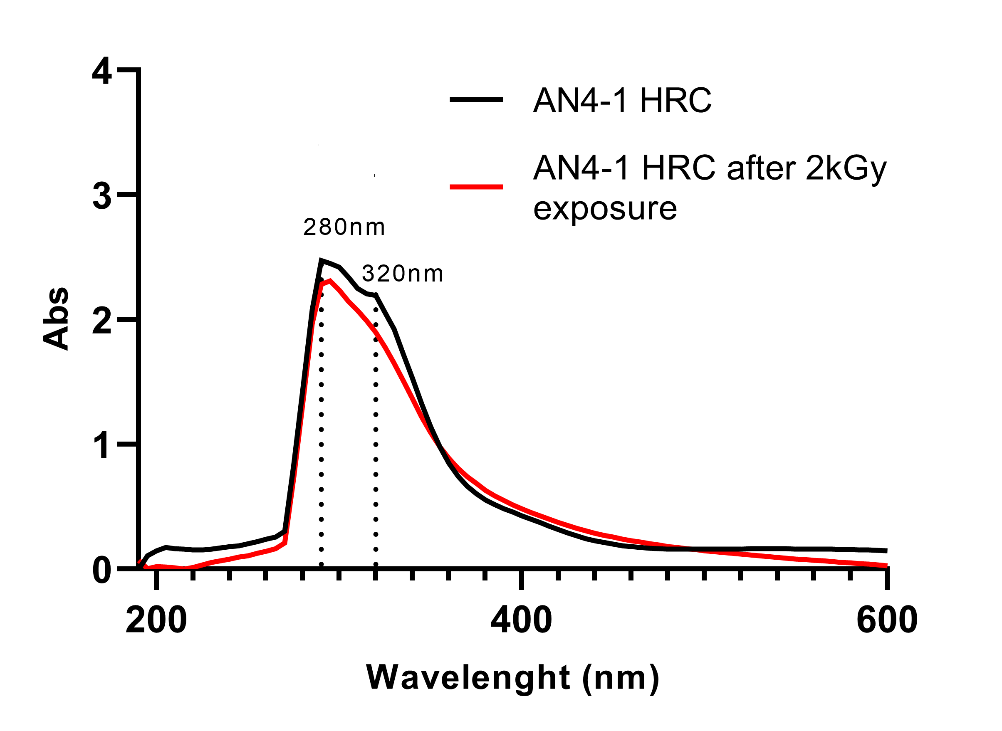 4
AN4-1 HRC
AN4-1 HRC after 2kGy
exposure
3
280nm
320nm
2
Abs
1
0
200 400 600
Wavelenght (nm)